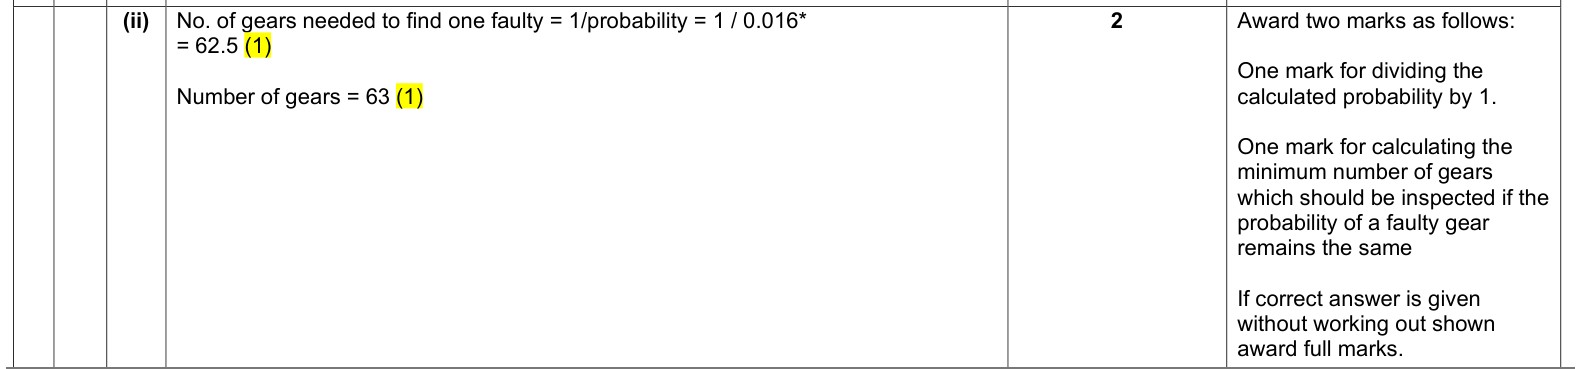 (ii) No. of gears needed to find one faulty = 1/probability = 1 / 0.016* 2 Award two marks as follows:
= 62.5 (1)
One mark for dividing the
Number of gears = 63 (1) calculated probability by 1.
One mark for calculating the
minimum number of gears
which should be inspected if the
probability of a faulty gear
remains the same
If correct answer is given
without working out shown
award full marks.